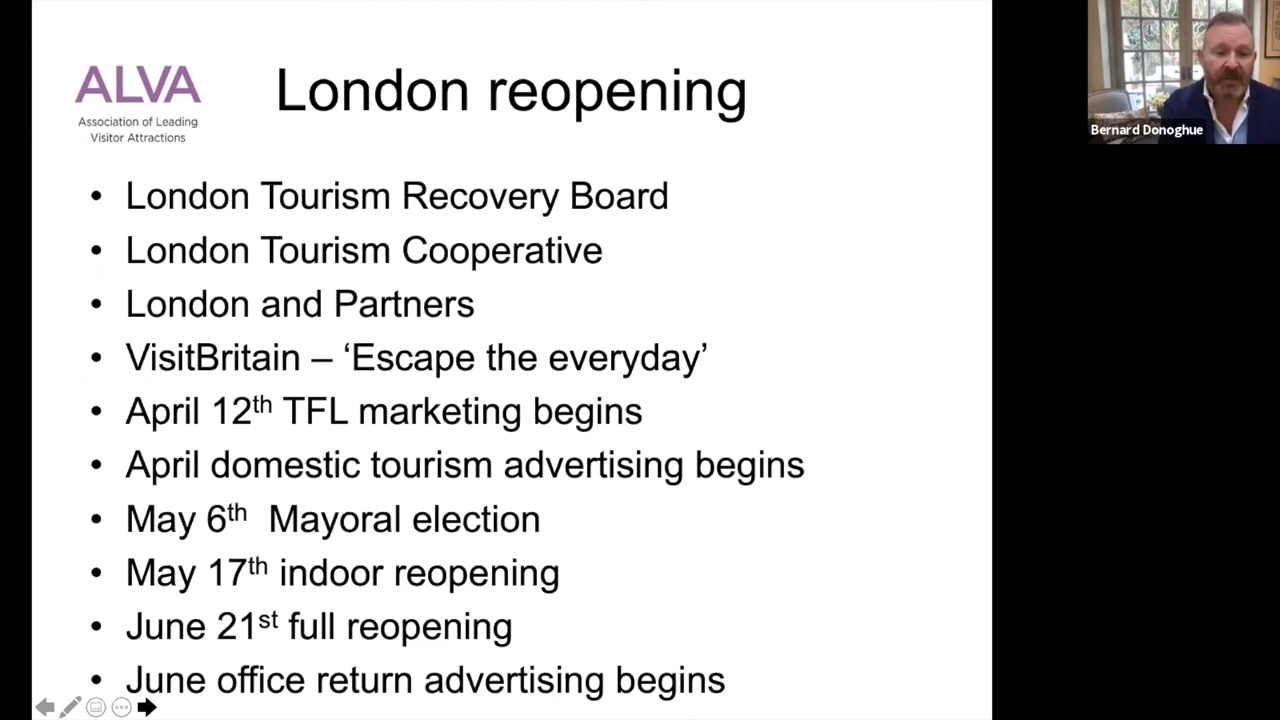 ALVA
Association of Leading
Visitor Attractions
London reopening
• London Tourism Recovery Board
• London Tourism Cooperative
• London and Partners
• VisitBritain – ‘Escape the everyday’
• April 12th TFL marketing begins
• April domestic tourism advertising begins
• May 6th  Mayoral election
• May 17th indoor reopening
• June 21st full reopening
• June office return advertising begins
Bernard Donoghue